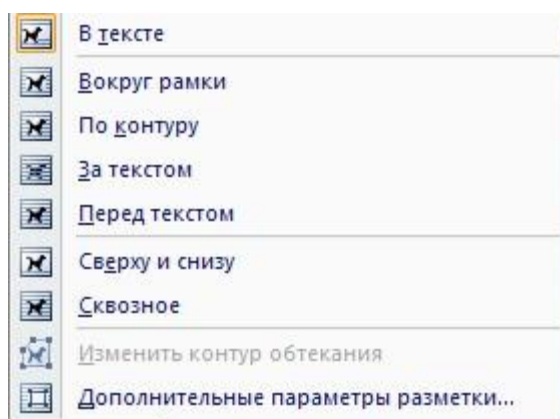 В тексте
Вокруг рамки
По контуру
За текстом
Перед текстом
Сверху и снизу
Сквозное
Изменить контур обтекания
Дополнительные параметры разметки...